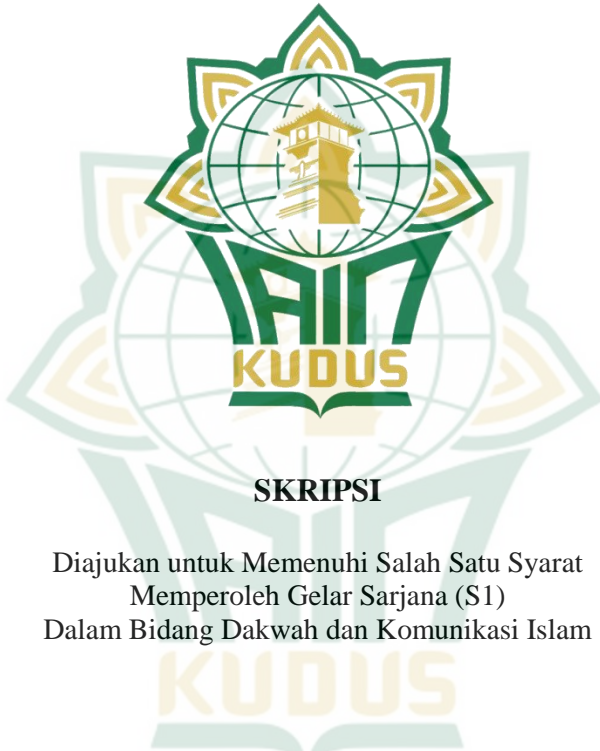 IAIN
KUDUS
SKRIPSI
Diajukan untuk Memenuhi Salah Satu Syarat
Memperoleh Gelar Sarjana (S1)
Dalam Bidang Dakwah dan Komunikasi Islam
KUDUS